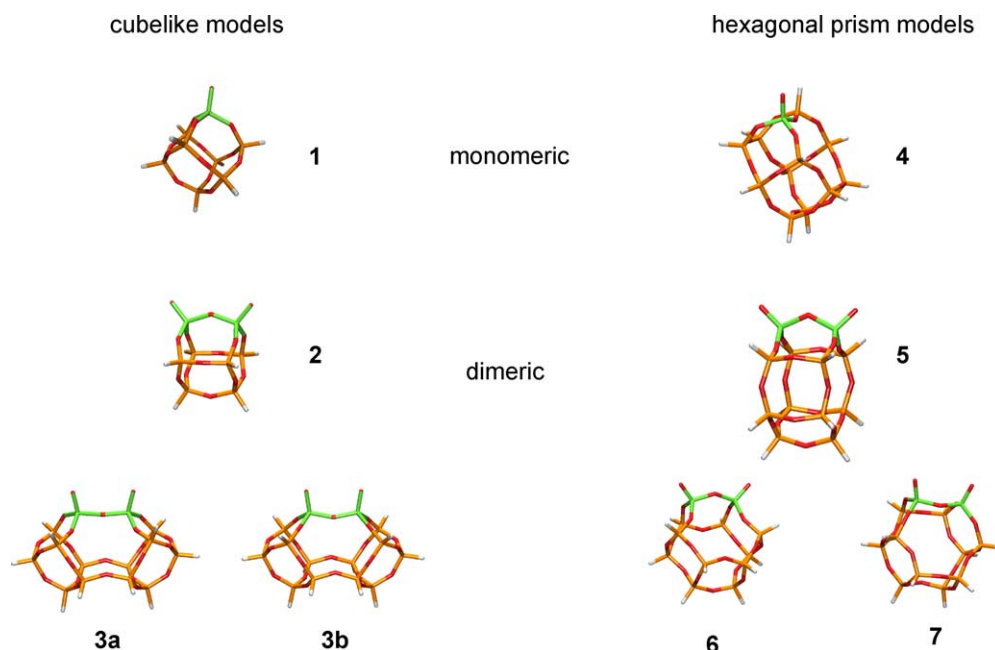 cubelike models
hexagonal prism models
1
monomeric
4
2
dimeric
5
3a
3b
6
7